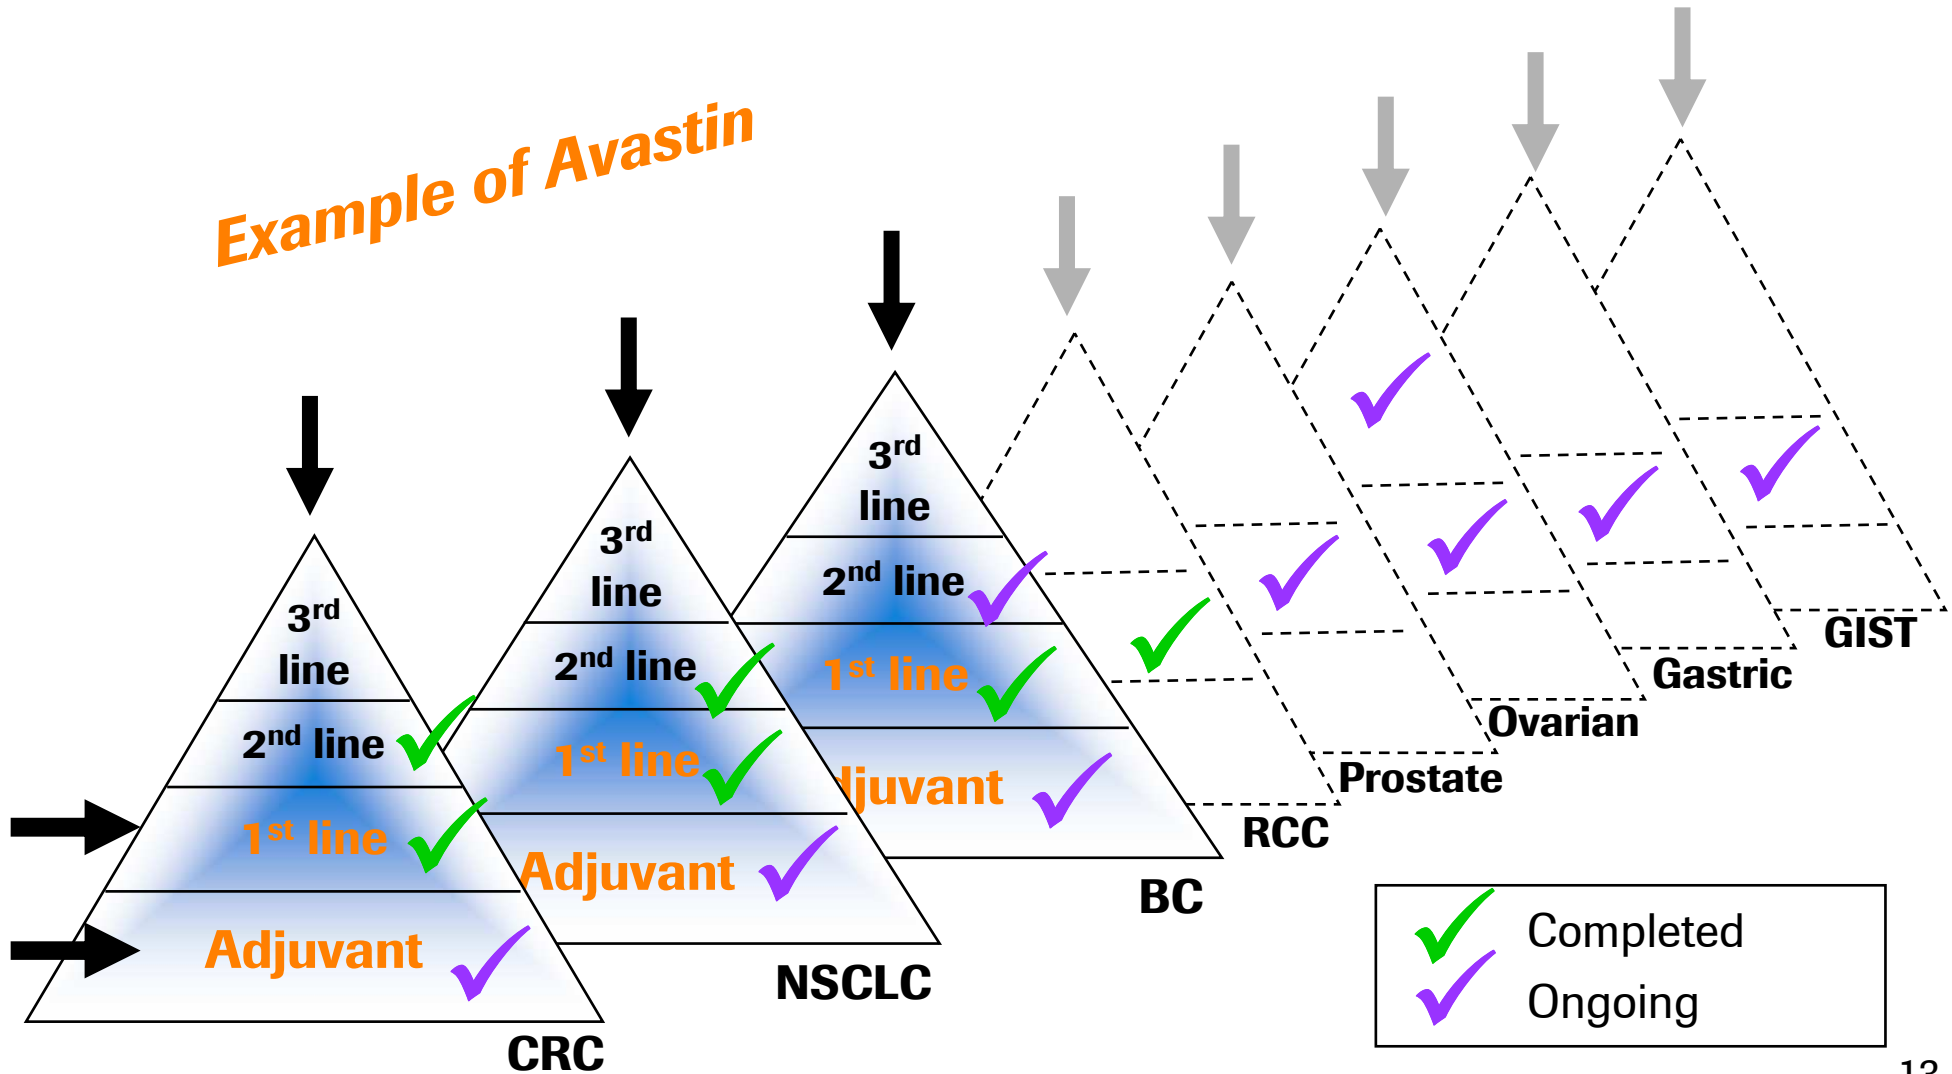 Example of Avastin
3rd
line
2nd line
1st line
Adjuvant
CRC
3rd
line
2nd line
1st line
Adjuvant
NSCLC
3rd
line
2nd line
1st line
djuvant
BC
RCC
Prostate
Ovarian
Gastric
GIST
Completed
Ongoing